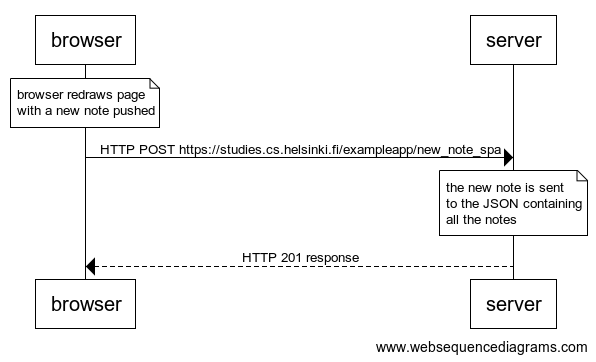 browser
server
browser redraws page
with a new note pushed
HTTP POST https://studies.cs.helsinki.fi/exampleapp/new_note_spa
the new note is sent
to the JSON containing
all the notes
HTTP 201 response
browser
server
www.websequencediagrams.com